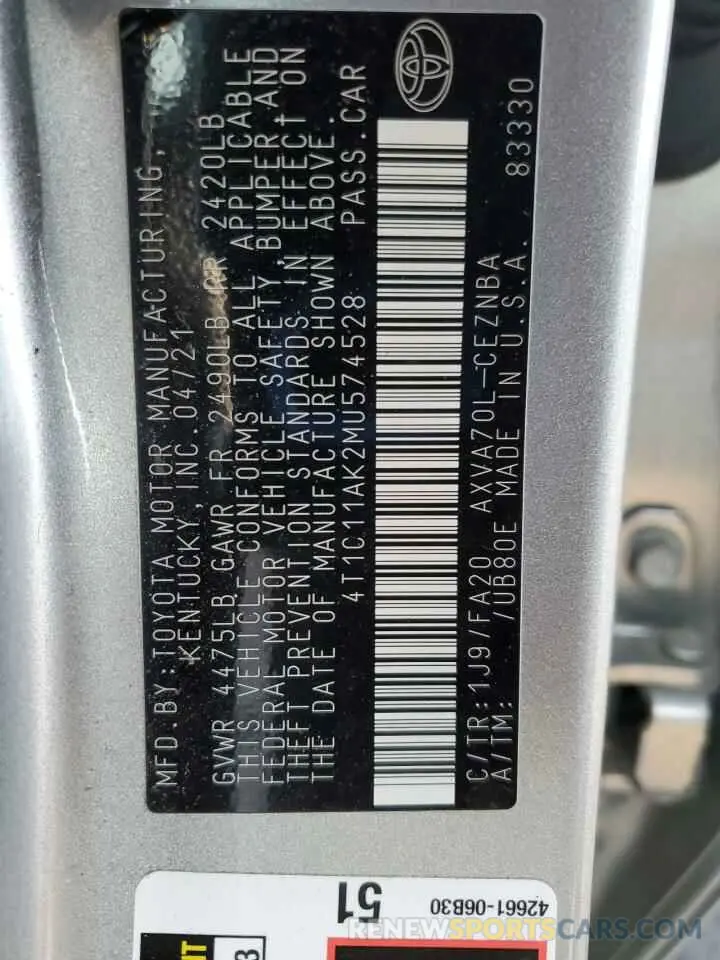 MFD.BY:TOYOTA MOTOR MANUFACTURING,
KENTUCKY, INC. 04/21
GVWR 4475LB GAWR FR 2490LB RR 2420LB
THIS VEHICLE CONFORMS TO ALL APPLICABLE
FEDERAL MOTOR VEHICLE SAFETY, BUMPER, AND
THEFT PREVENTION STANDARDS IN EFFECT ON
THE DATE OF MANUFACTURE SHOWN ABOVE.
4T1C11AK2MU574528 PASS.CAR
C/TR:1J9/FA20 AXVA70L-CEZNBA
A/TM: /UB80E MADE IN U.S.A. 83330
51
42661-06B30
RENEWSPORTSCAR.COM